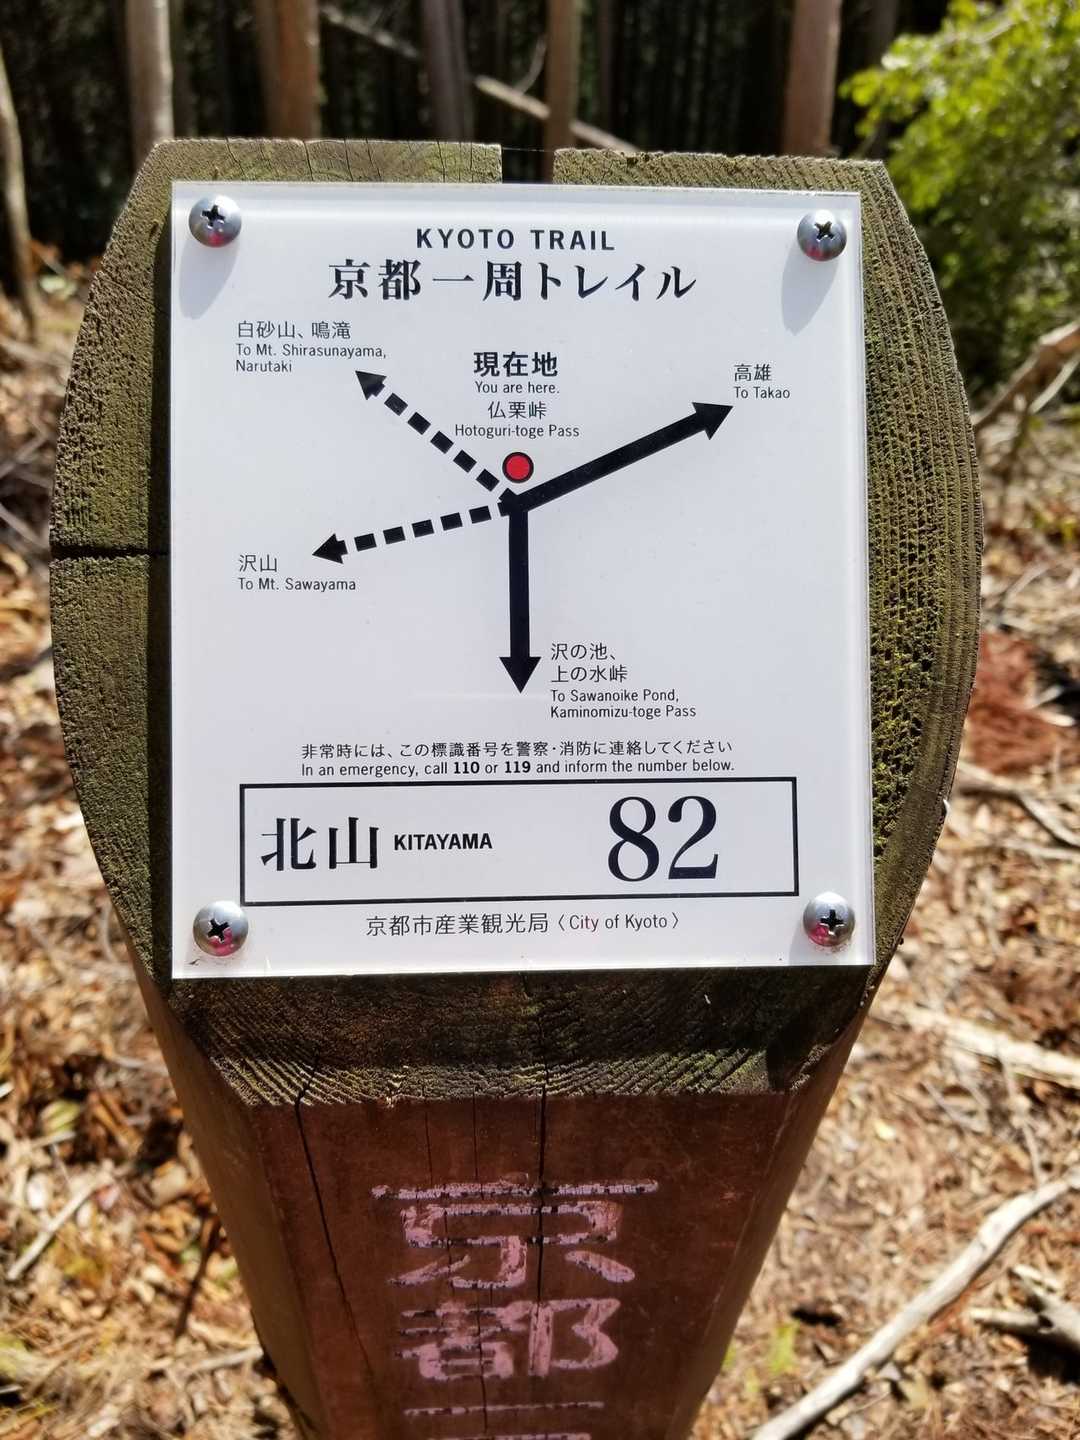 KYOTO TRAIL
京都一周トレイル
白砂山、鳴滝
To Mt. Shirasunayama,
Narutaki
現在地
You are here.
仏栗峠
Hotoguri-toge Pass
高雄
To Takao
沢山
To Mt. Sawayama
沢の池、
上の水峠
To Sawanoike Pond,
Kaminomizu-toge Pass
非常時には、この標識番号を警察・消防に連絡してください
In an emergency, call 110 or 119 and inform the number below.
北山 KITAYAMA 82
京都市産業観光局〈City of Kyoto〉
京
都
一